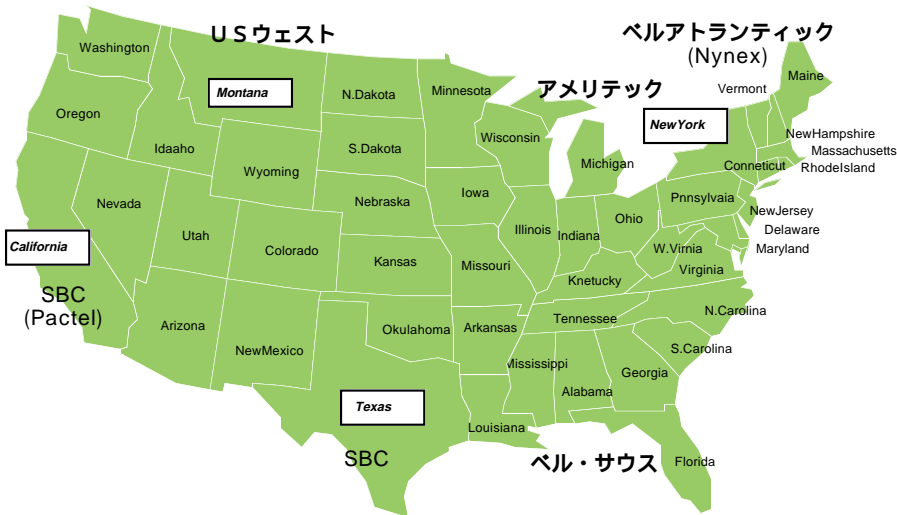 ＵＳウェスト
ベルアトランティック
(Nynex)
アメリテック
Washington
Montana
N.Dakota
Minnesota
Vermont
Maine
Oregon
Idaaho
Wyoming
S.Dakota
Wisconsin
Michigan
NewYork
NewHampshire
Massachusetts
Conneticut
RhodeIsland
Nevada
Utah
Colorado
Nebraska
Iowa
Illinois
Indiana
Ohio
Pnnsylvaia
NewJersey
Delaware
Maryland
California
SBC
(Pactel)
Kansas
Missouri
Knetucky
W.Virnia
Virginia
N.Carolina
Arizona
NewMexico
Okulahoma
Arkansas
Tennessee
S.Carolina
Mississippi
Alabama
Georgia
Texas
SBC
Louisiana
ベル・サウス
Florida